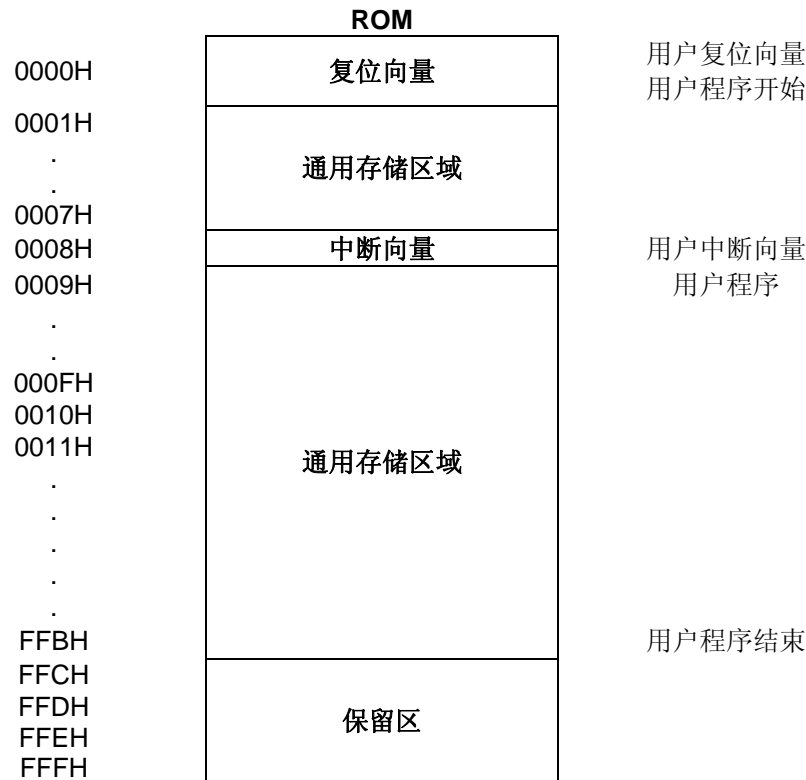 ROM
用户复位向量
0000H 复位向量
用户程序开始
0001H
.
通用存储区域
.
0007H
0008H 中断向量 用户中断向量
0009H 用户程序
.
.
000FH
0010H
0011H
通用存储区域
.
.
.
.
.
FFBH 用户程序结束
FFCH
FFDH
保留区
FFEH
FFFH